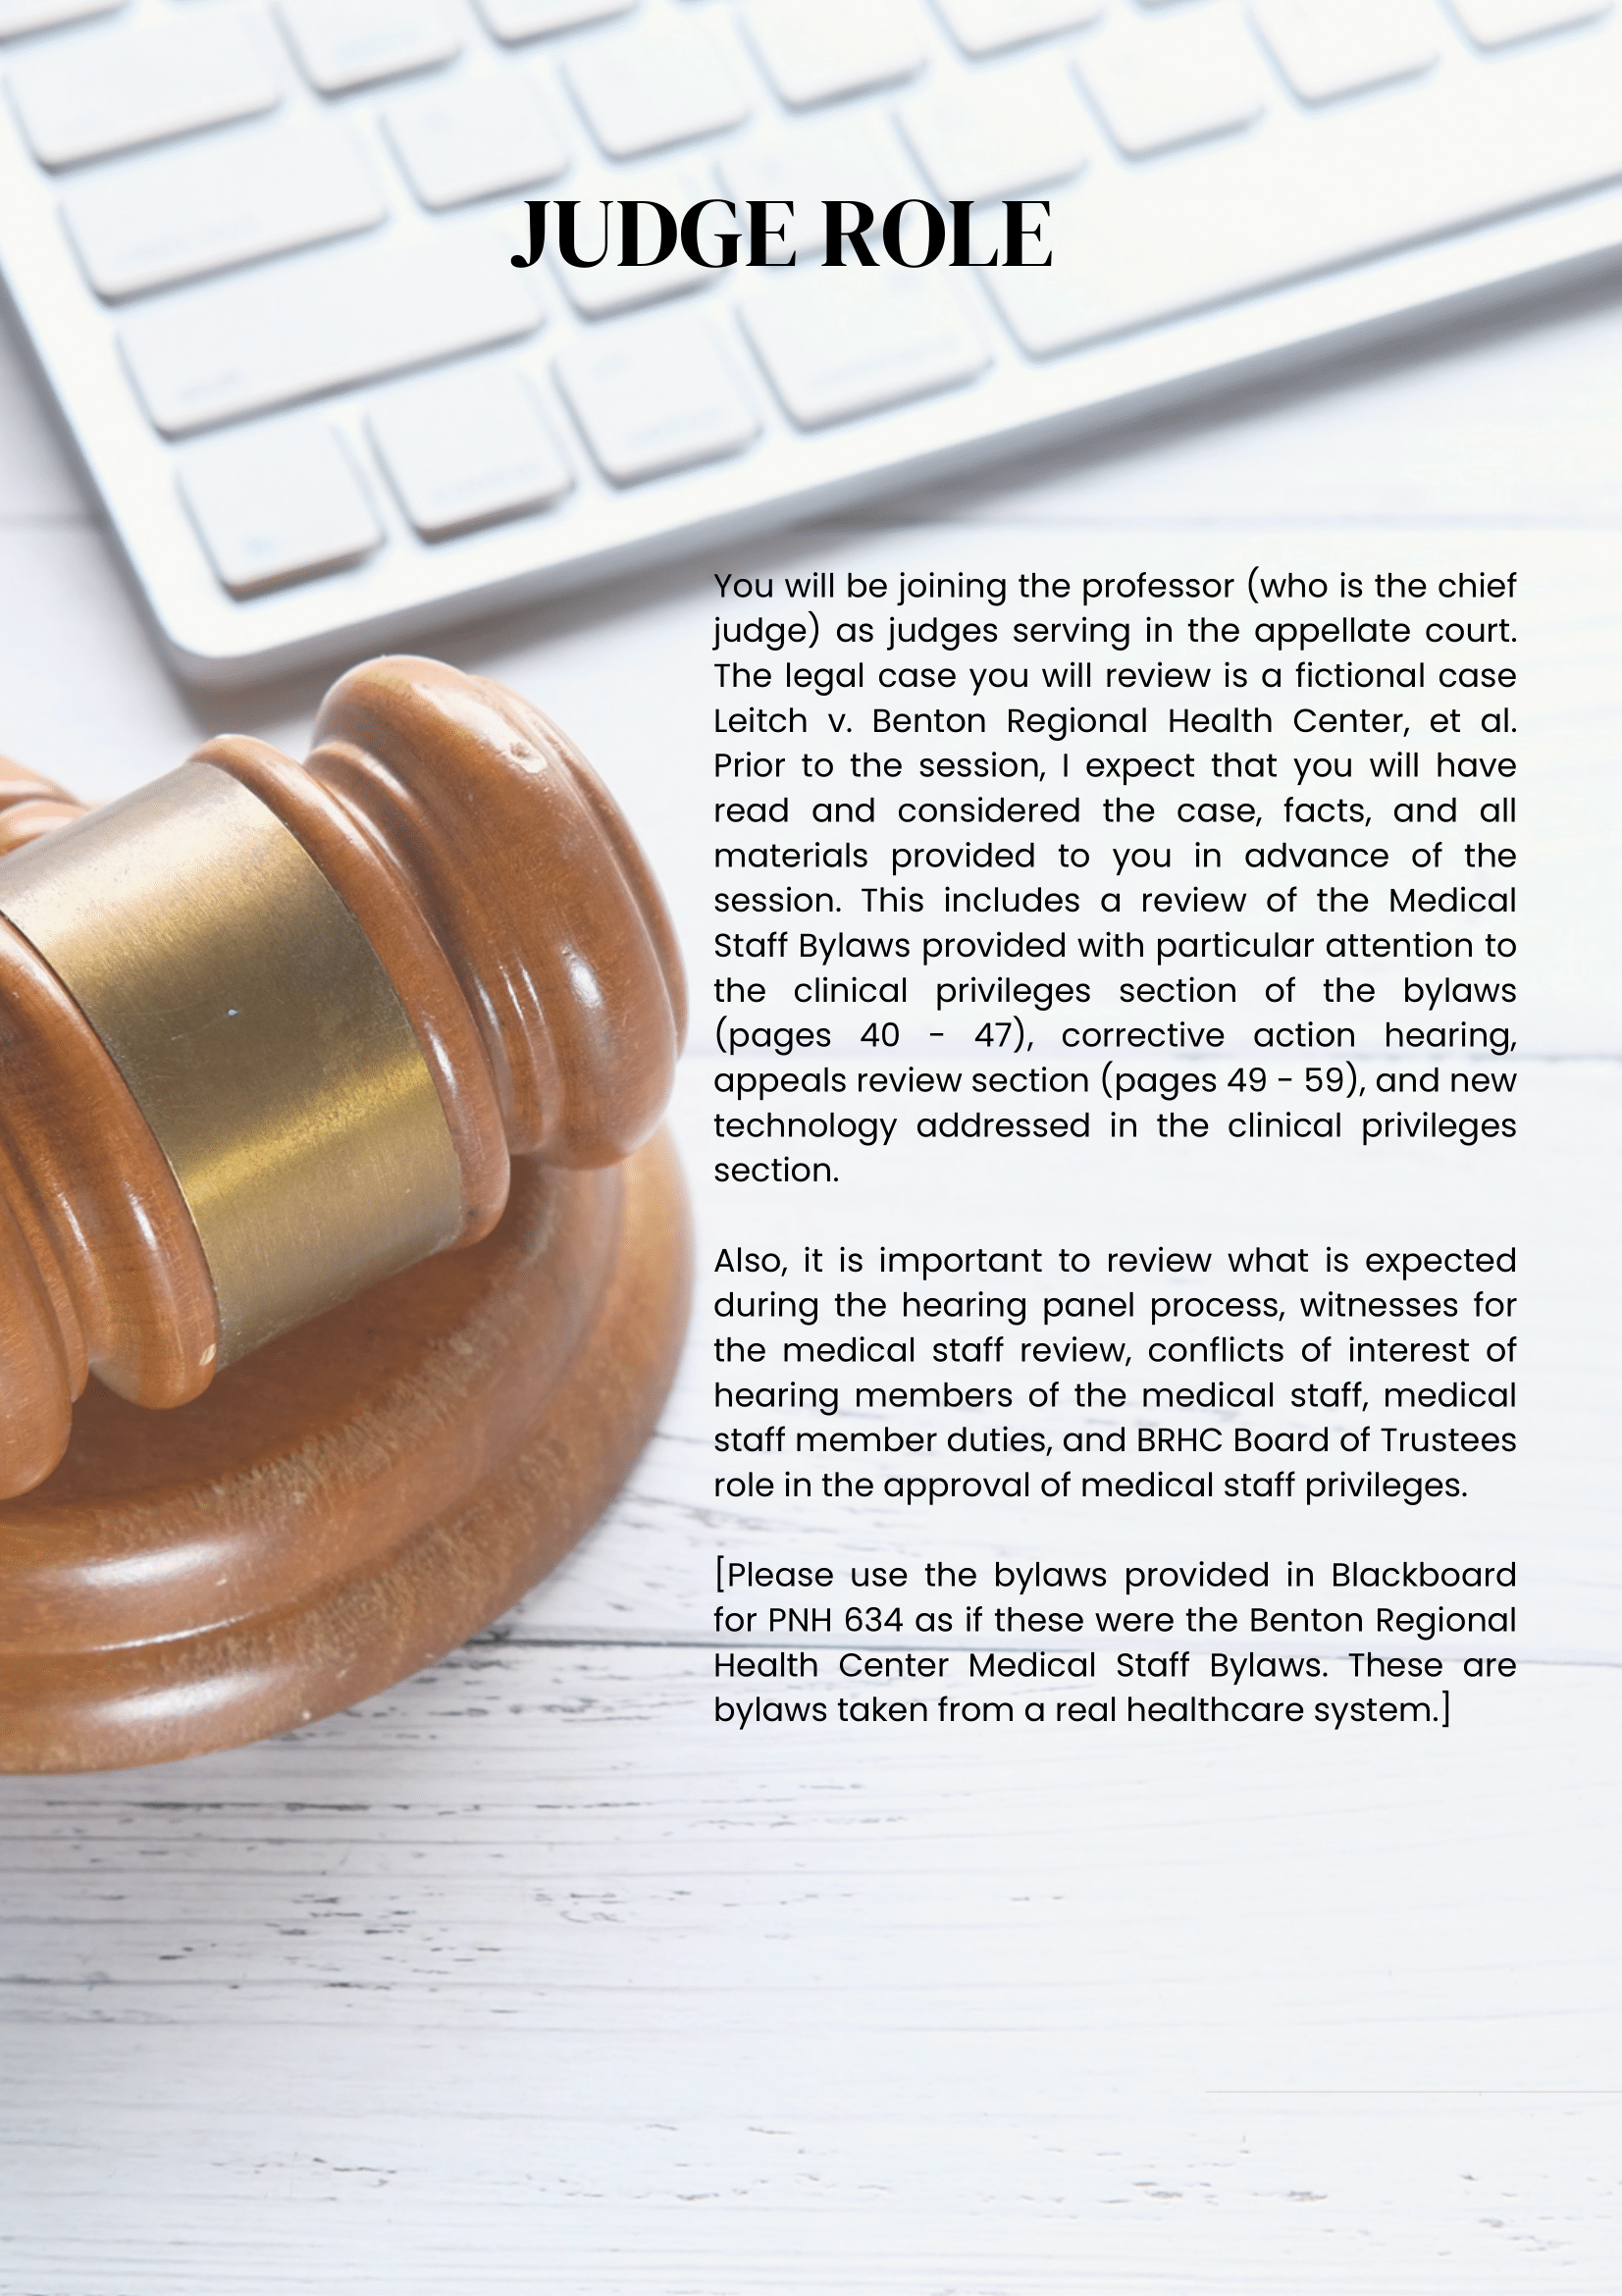 JUDGE ROLE
You will be joining the professor (who is the chief
judge) as judges serving in the appellate court.
The legal case you will review is a fictional case
Leitch v. Benton Regional Health Center, et al.
Prior to the session, I expect that you will have
read and considered the case, facts, and all
materials provided to you in advance of the
session. This includes a review of the Medical
Staff Bylaws provided with particular attention to
the clinical privileges section of the bylaws
(pages 40 - 47), corrective action hearing,
appeals review section (pages 49 - 59), and new
technology addressed in the clinical privileges
section.
Also, it is important to review what is expected
during the hearing panel process, witnesses for
the medical staff review, conflicts of interest of
hearing members of the medical staff, medical
staff member duties, and BRHC Board of Trustees
role in the approval of medical staff privileges.
[Please use the bylaws provided in Blackboard
for PNH 634 as if these were the Benton Regional
Health Center Medical Staff Bylaws. These are
bylaws taken from a real healthcare system.]